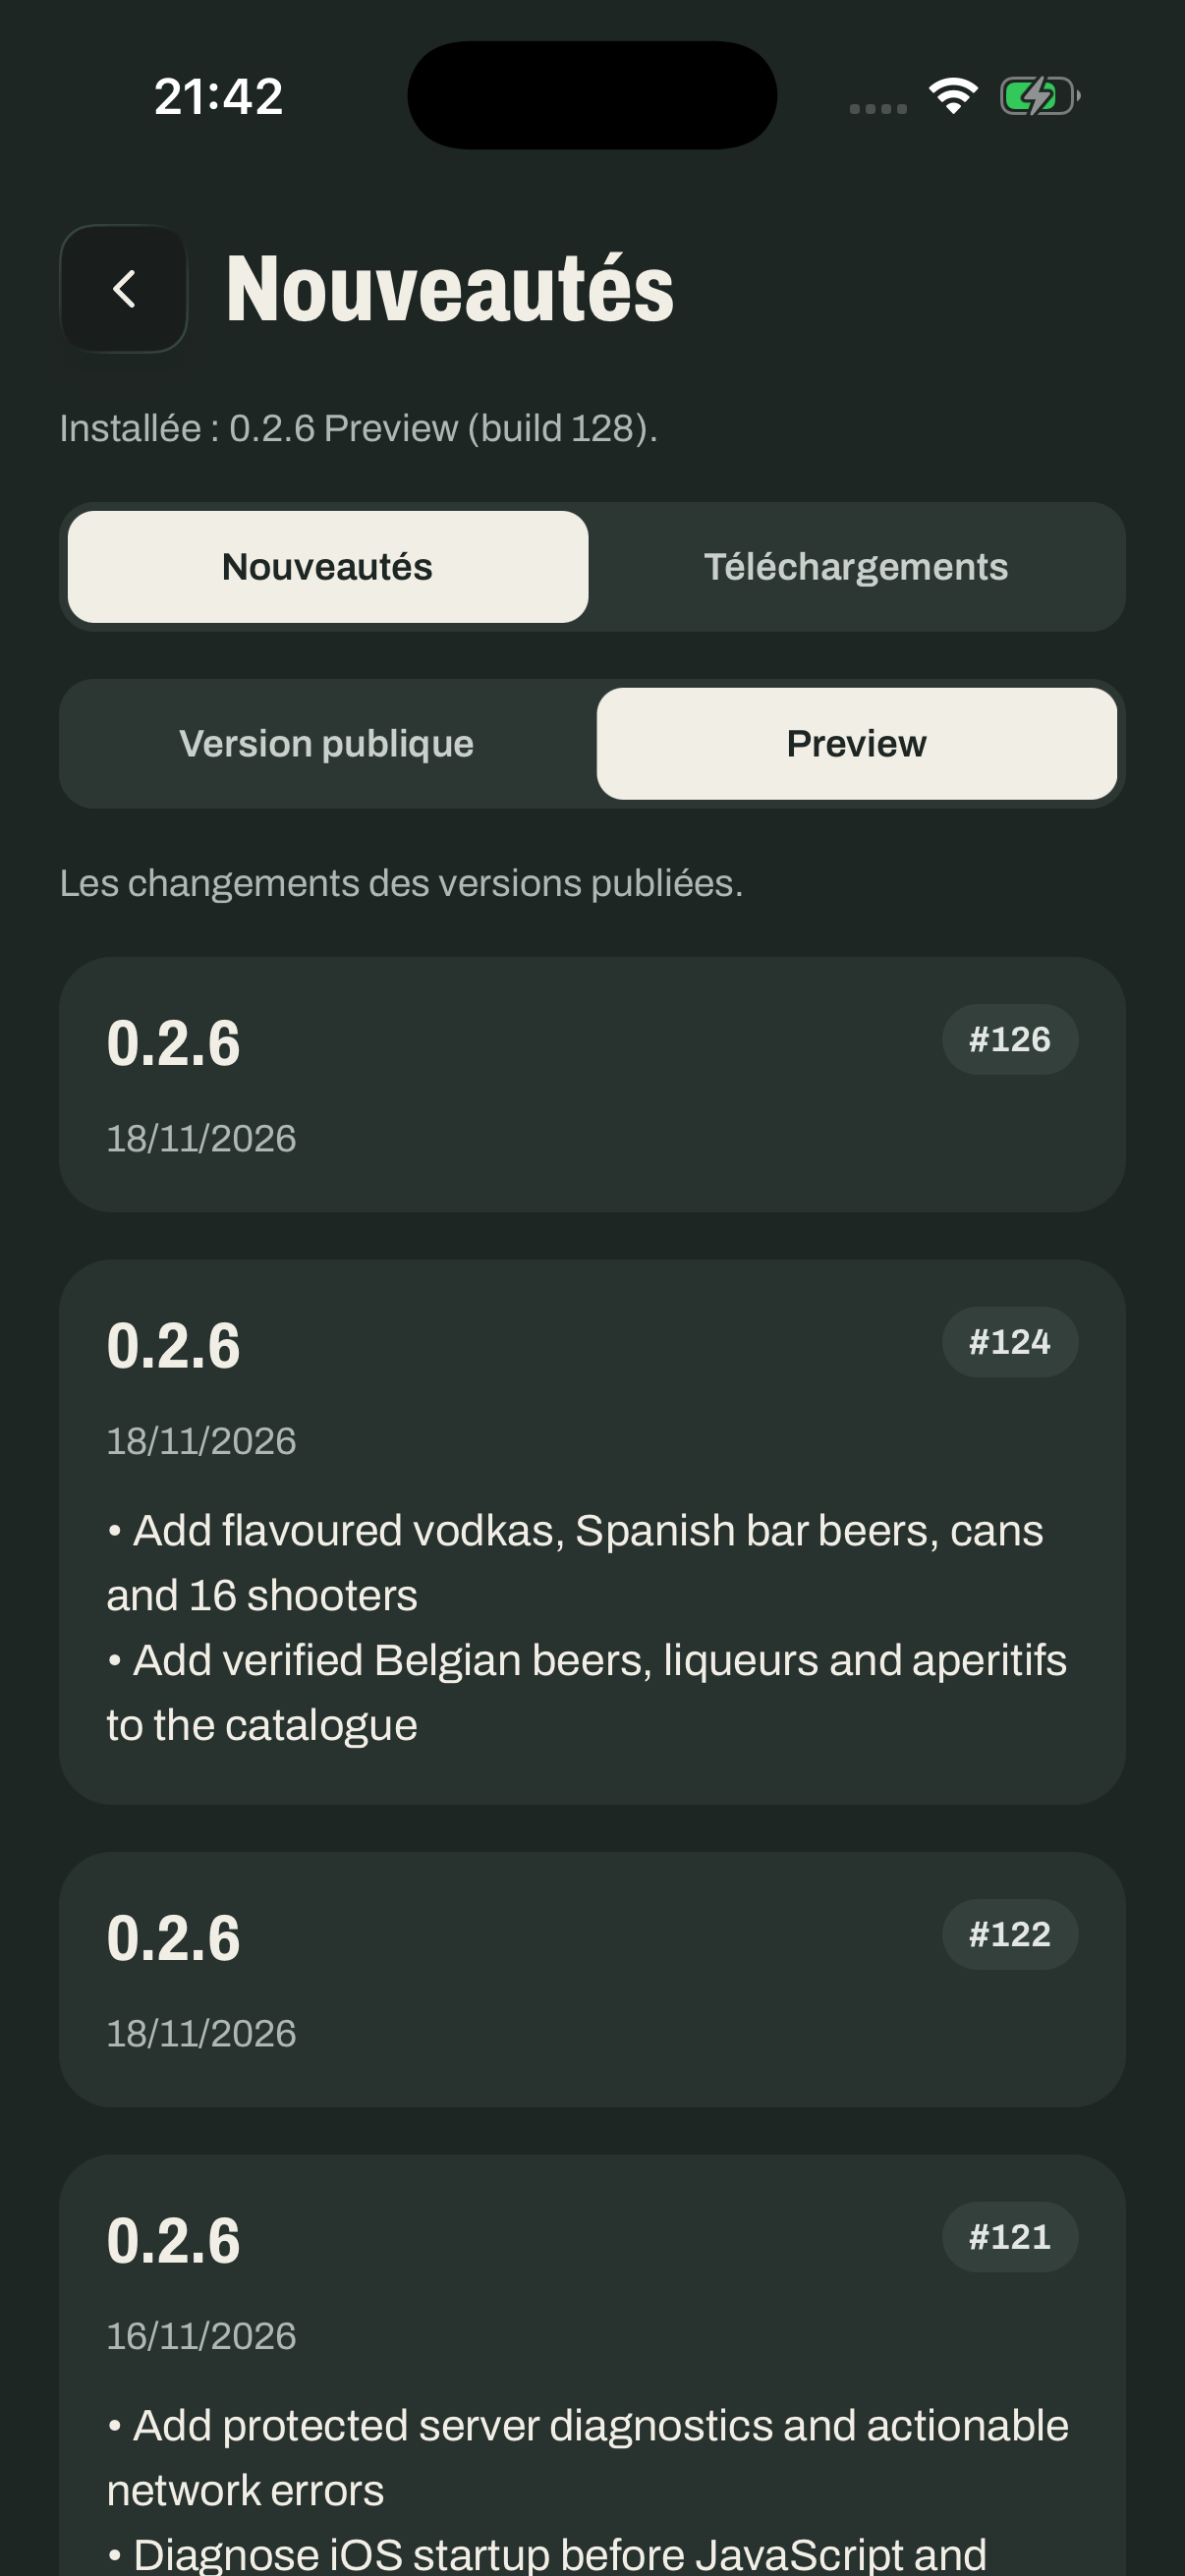 21:42
Nouveautés
Installée : 0.2.6 Preview (build 128).
Nouveautés
Téléchargements
Version publique
Preview
Les changements des versions publiées.
0.2.6
#126
18/11/2026
0.2.6
#124
18/11/2026
• Add flavoured vodkas, Spanish bar beers, cans
and 16 shooters
• Add verified Belgian beers, liqueurs and aperitifs
to the catalogue
0.2.6
#122
18/11/2026
0.2.6
#121
16/11/2026
• Add protected server diagnostics and actionable
network errors
• Diagnose iOS startup before JavaScript and